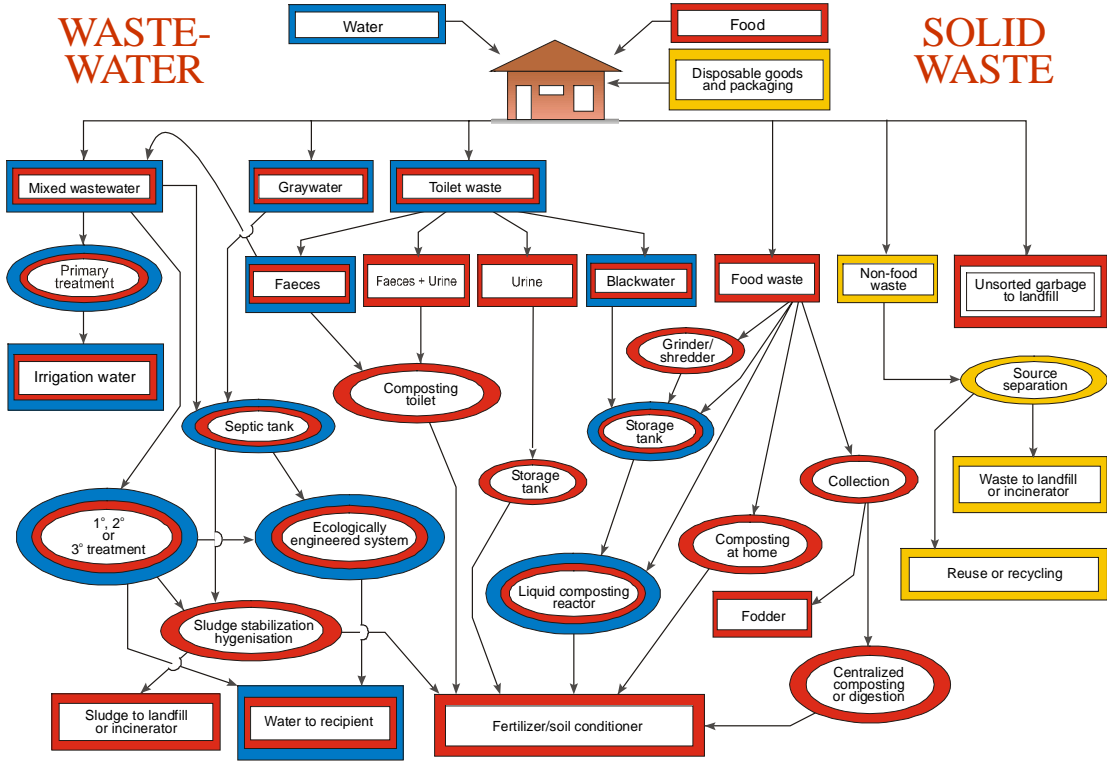 WASTE-
WATER
Water
Food
SOLID
WASTE
Disposable goods
and packaging
Mixed wastewater
Graywater
Toilet waste
Primary
treatment
Faeces
Faeces + Urine
Urine
Blackwater
Food waste
Non-food
waste
Unsorted garbage
to landfill
Irrigation water
Composting
toilet
Grinder/
shredder
Source
separation
Septic tank
Storage
tank
Storage
tank
Collection
Waste to landfill
or incinerator
1°, 2°
or
3° treatment
Ecologically
engineered system
Composting
at home
Reuse or recycling
Liquid composting
reactor
Fodder
Sludge stabilization
hygenisation
Centralized
composting
or digestion
Sludge to landfill
or incinerator
Water to recipient
Fertilizer/soil conditioner